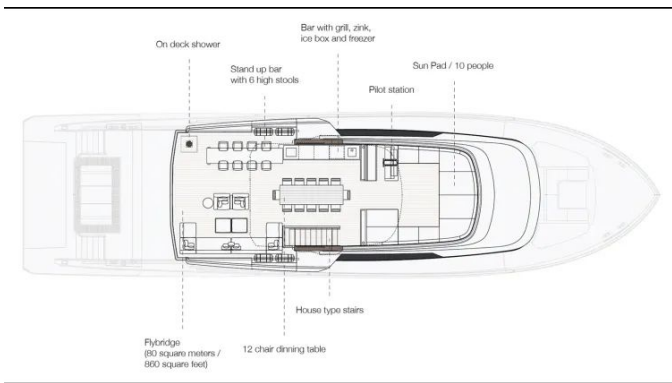 Bar with grill, zink,
ice box and freezer
On deck shower
Stand up bar
with 6 high stools
Sun Pad / 10 people
Pilot station
House type stairs
Flybridge
(80 square meters /
860 square feet)
12 chair dinning table